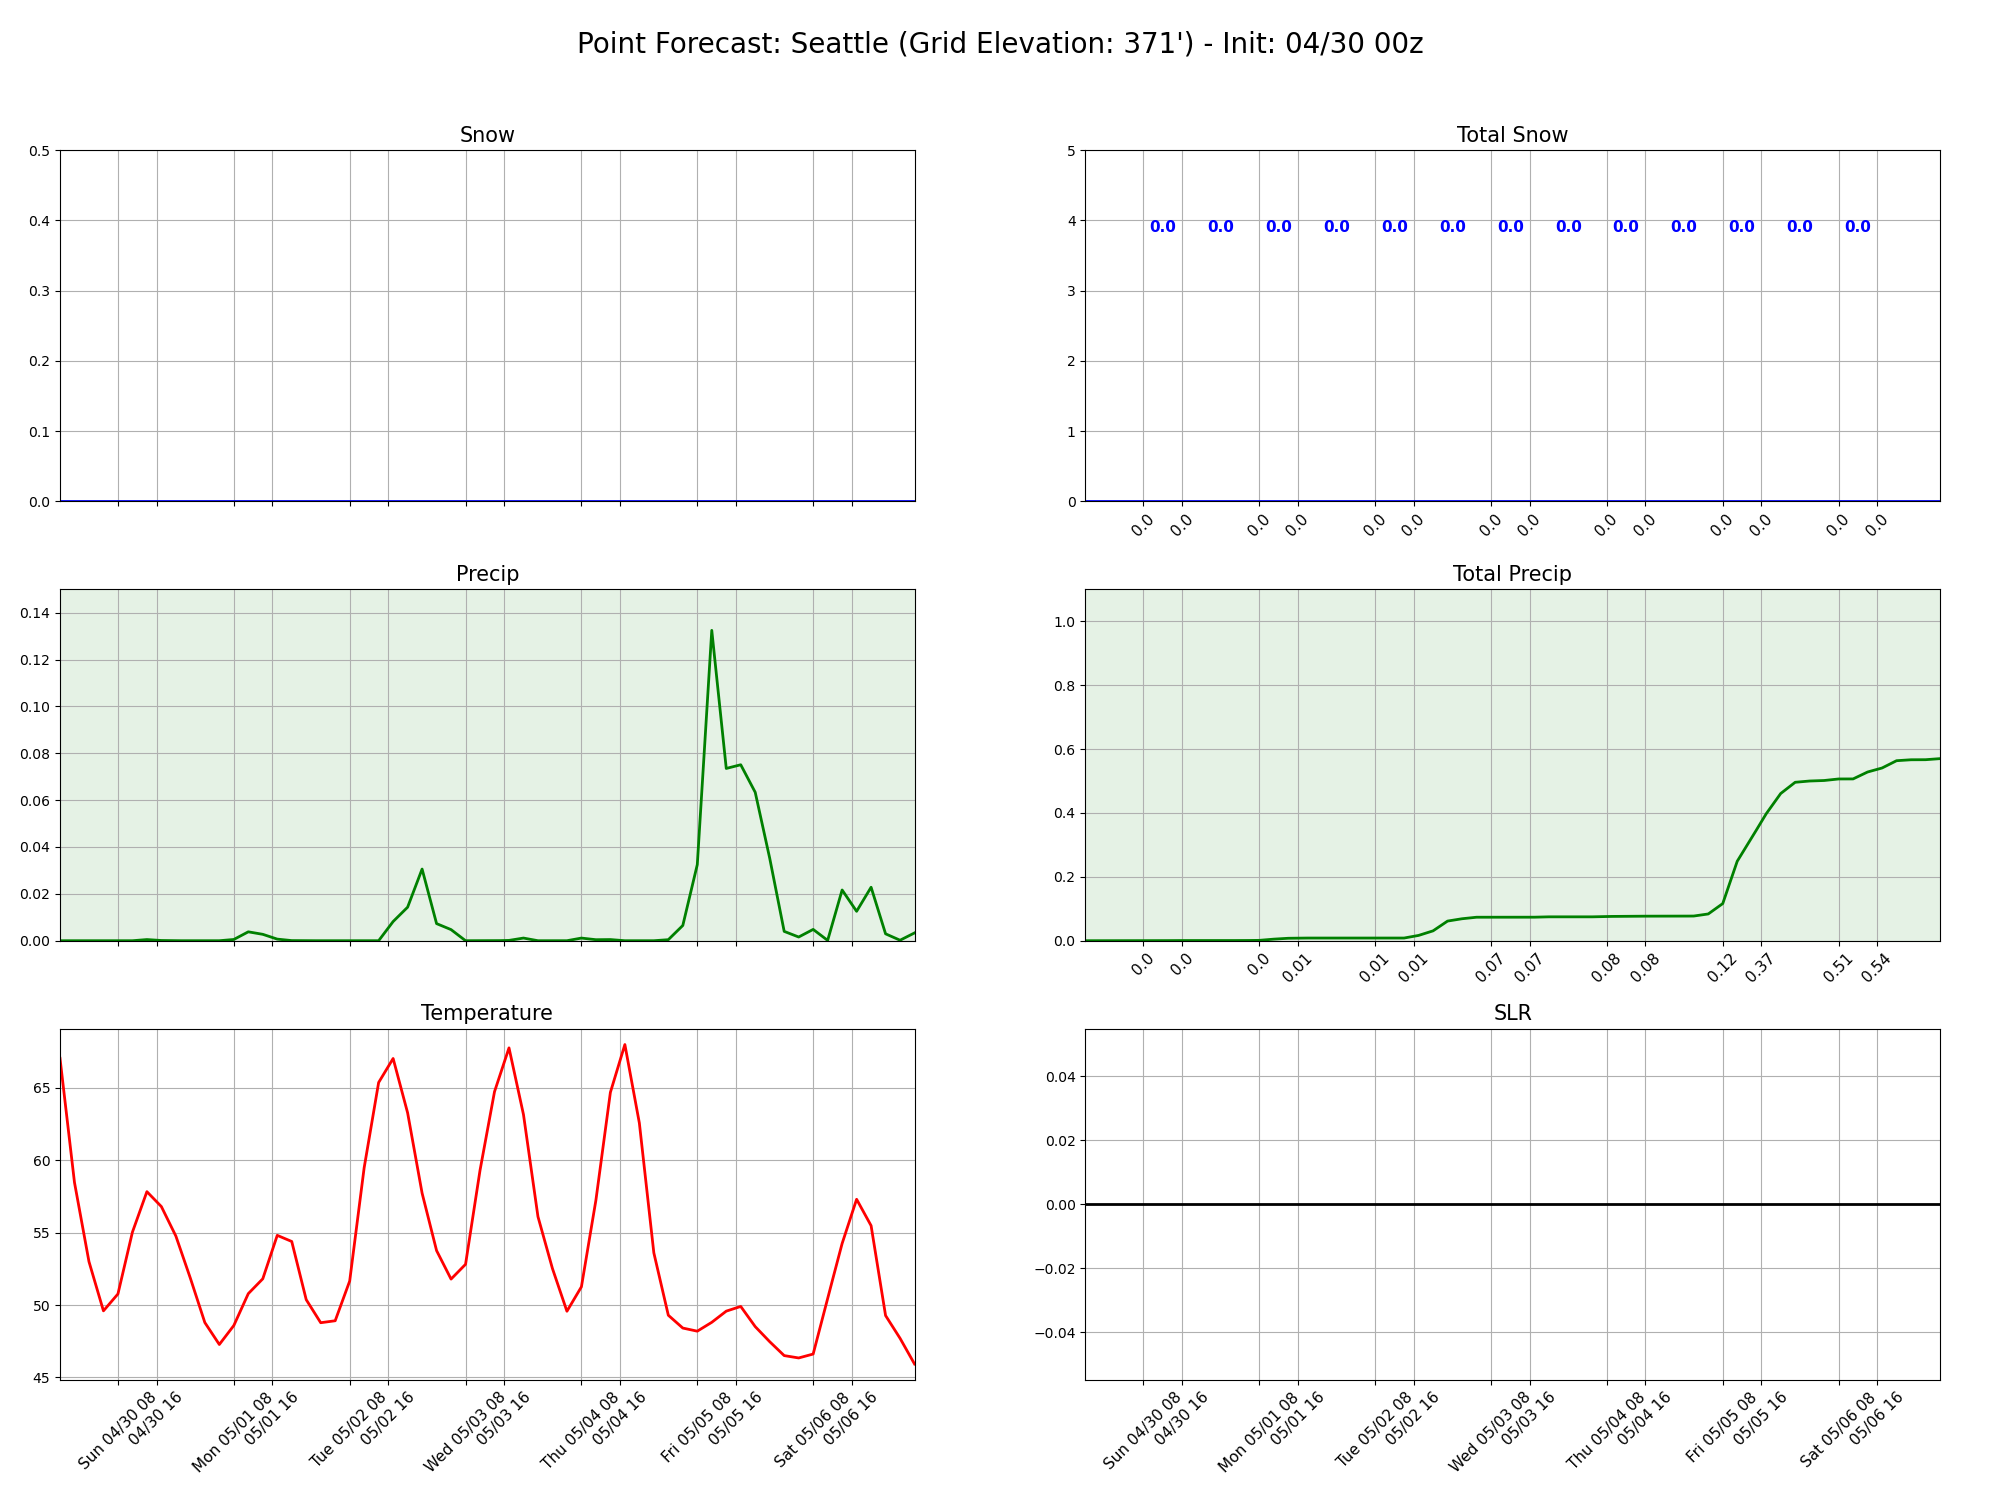 Point Forecast: Seattle (Grid Elevation: 371') - Init: 04/30 00z
Snow
0.5
0.4
0.3
0.2
0.1
0.0
Total Snow
5
4
3
2
1
0
0.0 0.0 0.0 0.0 0.0 0.0 0.0 0.0 0.0 0.0 0.0 0.0 0.0
0.0 0.0 0.0 0.0 0.0 0.0 0.0 0.0 0.0 0.0 0.0 0.0 0.0 0.0
Precip
0.14
0.12
0.10
0.08
0.06
0.04
0.02
0.00
Total Precip
1.0
0.8
0.6
0.4
0.2
0.0
0.0 0.0 0.0 0.01 0.01 0.01 0.07 0.07 0.08 0.08 0.12 0.37 0.51 0.54
Temperature
65
60
55
50
45
Sun 04/30 08
04/30 16
Mon 05/01 08
05/01 16
Tue 05/02 08
05/02 16
Wed 05/03 08
05/03 16
Thu 05/04 08
05/04 16
Fri 05/05 08
05/05 16
Sat 05/06 08
05/06 16
SLR
0.04
0.02
0.00
−0.02
−0.04
Sun 04/30 08
04/30 16
Mon 05/01 08
05/01 16
Tue 05/02 08
05/02 16
Wed 05/03 08
05/03 16
Thu 05/04 08
05/04 16
Fri 05/05 08
05/05 16
Sat 05/06 08
05/06 16